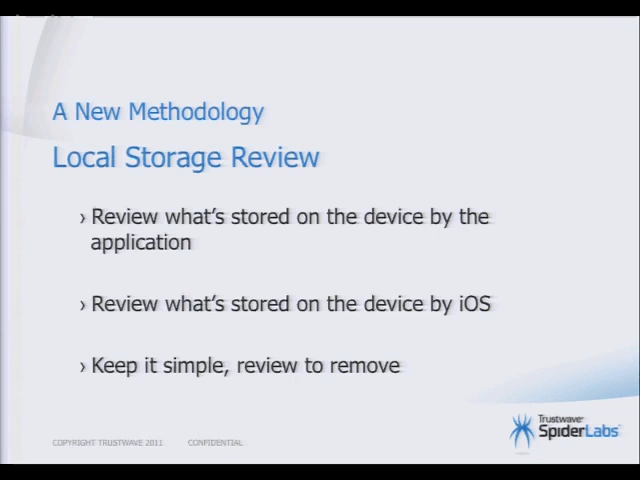 A New Methodology
Local Storage Review
› Review what's stored on the device by the
application
› Review what's stored on the device by iOS
› Keep it simple, review to remove
COPYRIGHT TRUSTWAVE 2011 CONFIDENTIAL
Trustwave®
SpiderLabs™